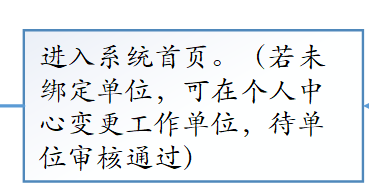 进入系统首页。（若未
绑定单位，可在个人中
心变更工作单位，待单
位审核通过）